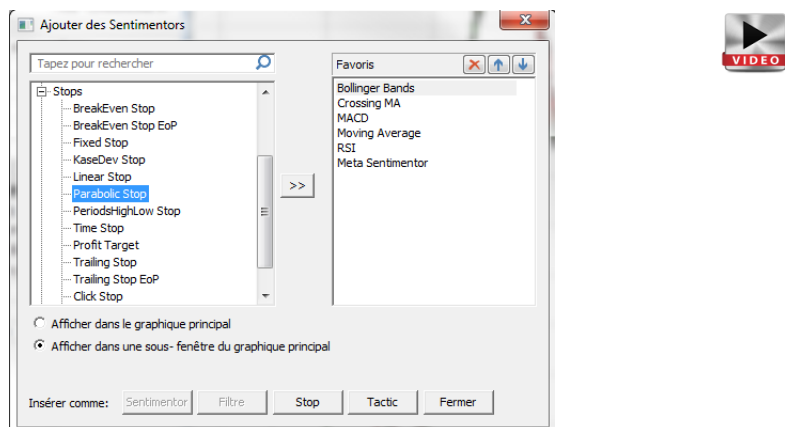 Ajouter des Sentimentors
VIDEO
Tapez pour rechercher
Favoris
Stops
BreakEven Stop
BreakEven Stop EoP
Fixed Stop
KaseDev Stop
Linear Stop
Parabolic Stop
PeriodsHighLow Stop
Time Stop
Profit Target
Trailing Stop
Trailing Stop EoP
Click Stop
>>
Bollinger Bands
Crossing MA
MACD
Moving Average
RSI
Meta Sentimentor
Afficher dans le graphique principal
Afficher dans une sous- fenêtre du graphique principal
Insérer comme: Sentimentor Filtre Stop Tactic Fermer